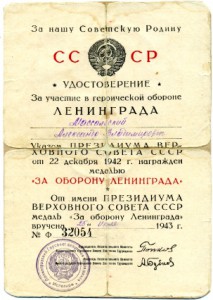 За нашу Советскую Родину
СС СР
УДОСТОВЕРЕНИЕ
За участие в героической обороне
ЛЕНИНГРАДА
Указом ПРЕЗИДИУМА ВЕР-
ХОВНОГО СОВЕТА СССР
от 22 декабря 1942 г. награжден
медалью
«ЗА ОБОРОНУ ЛЕНИНГРАДА»
От имени ПРЕЗИДИУМА
ВЕРХОВНОГО СОВЕТА СССР
медаль «За оборону Ленинграда»
вручена 1943 г.
№ Ф 32054